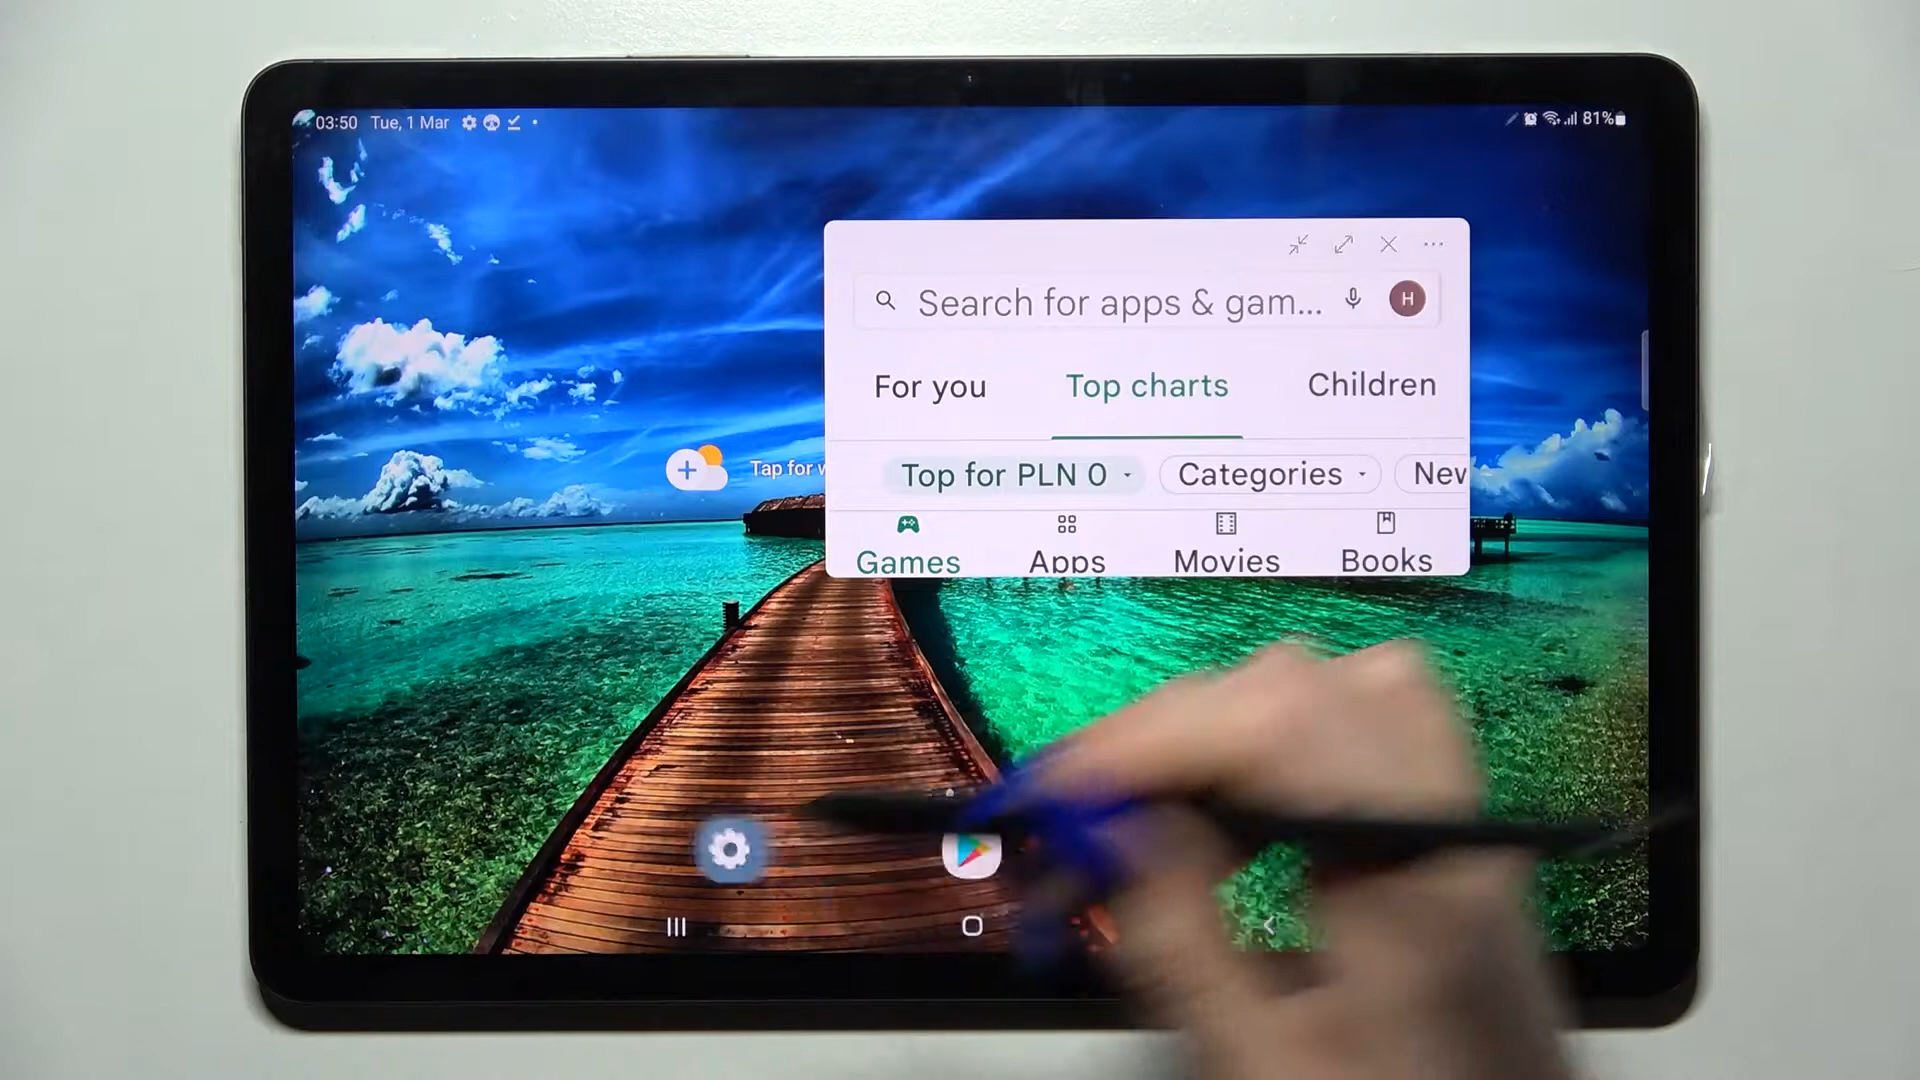 03:50 Tue, 1 Mar
81%
Search for apps & gam...
H
For you Top charts Children
Tap for
Top for PLN 0 Categories
Games Apps Movies Books